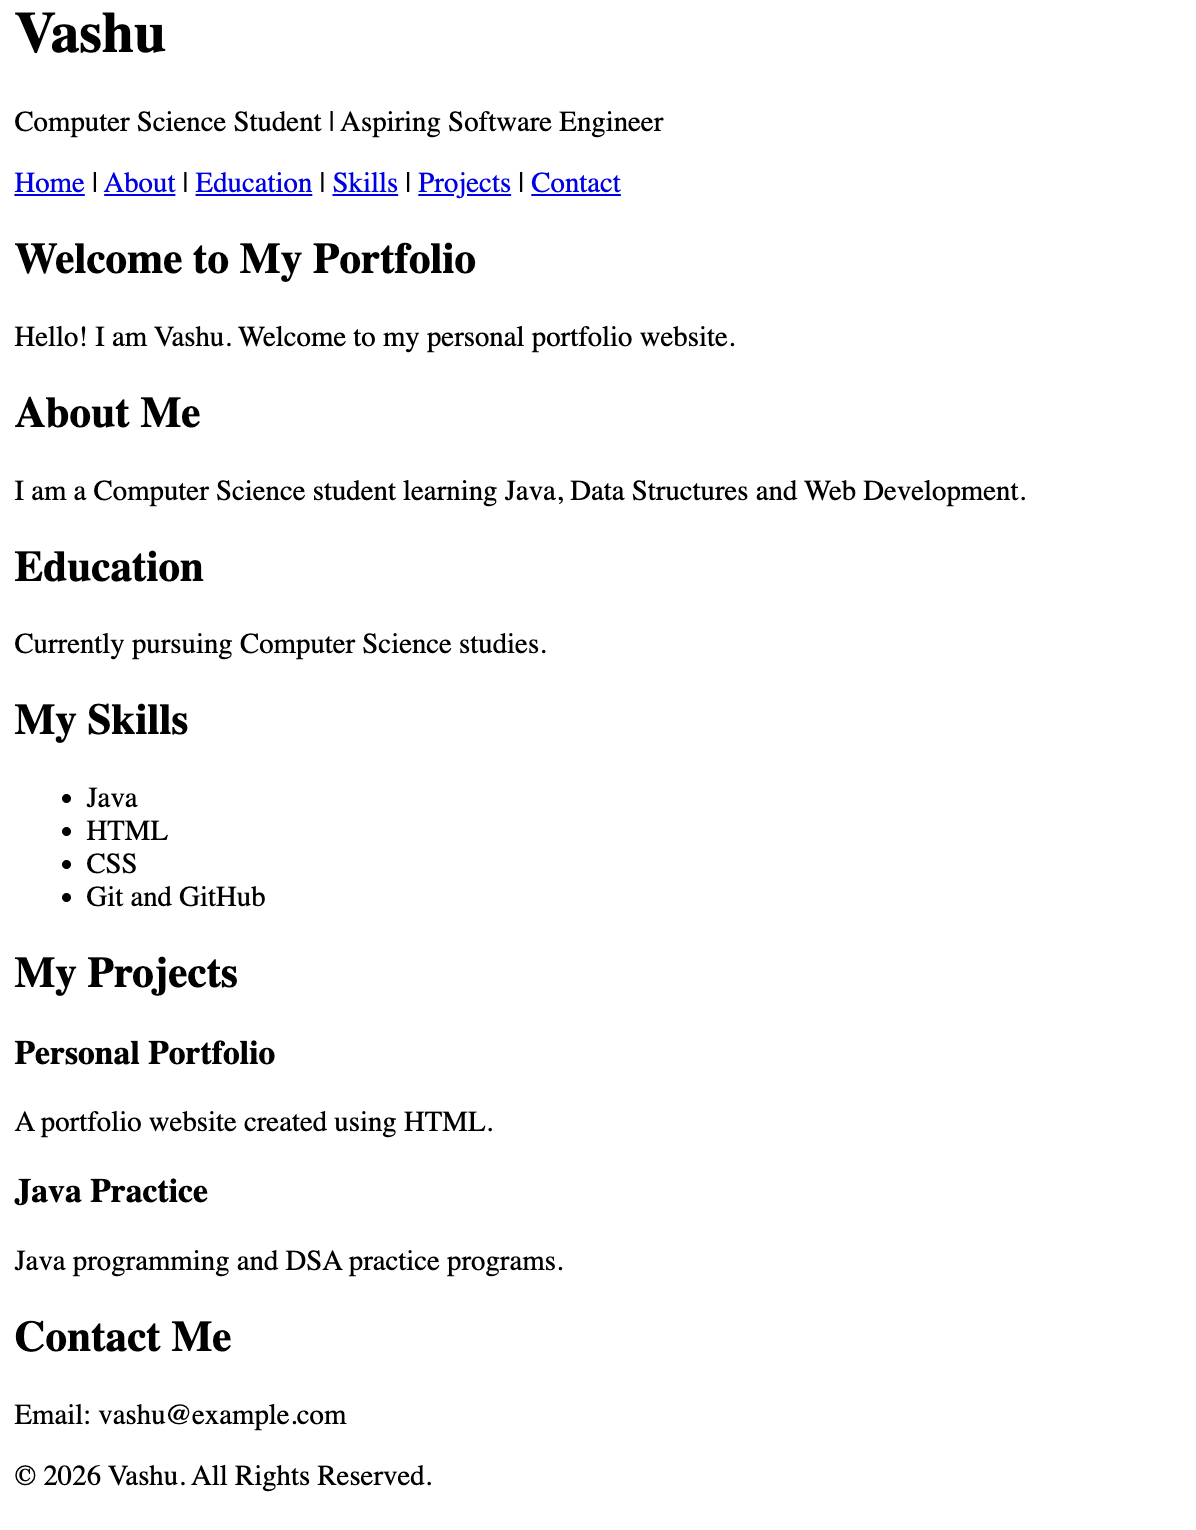 Vashu
Computer Science Student | Aspiring Software Engineer
Home | About | Education | Skills | Projects | Contact
Welcome to My Portfolio
Hello! I am Vashu. Welcome to my personal portfolio website.
About Me
I am a Computer Science student learning Java, Data Structures and Web Development.
Education
Currently pursuing Computer Science studies.
My Skills
• Java
• HTML
• CSS
• Git and GitHub
My Projects
Personal Portfolio
A portfolio website created using HTML.
Java Practice
Java programming and DSA practice programs.
Contact Me
Email: vashu@example.com
© 2026 Vashu. All Rights Reserved.